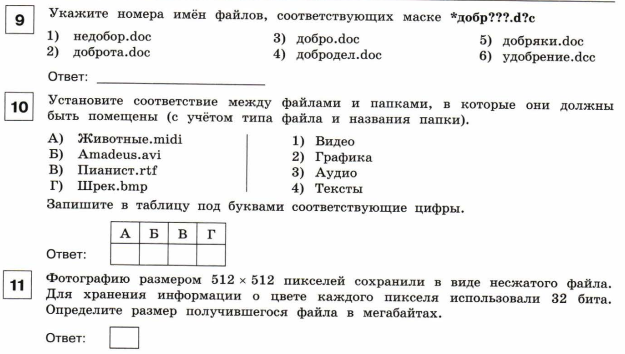 9 Укажите номера имён файлов, соответствующих маске *добр???.d?c
1) недобор.doc 3) добро.doc 5) добряки.doc
2) доброта.doc 4) добродел.doc 6) удобрение.dcc
Ответ:
10 Установите соответствие между файлами и папками, в которые они должны
быть помещены (с учётом типа файла и названия папки).
А) Животные.midi 1) Видео
Б) Amadeus.avi 2) Графика
В) Пианист.rtf 3) Аудио
Г) Шрек.bmp 4) Тексты
Запишите в таблицу под буквами соответствующие цифры.
А Б В Г
Ответ:
11 Фотографию размером 512 × 512 пикселей сохранили в виде несжатого файла.
Для хранения информации о цвете каждого пикселя использовали 32 бита.
Определите размер получившегося файла в мегабайтах.
Ответ: